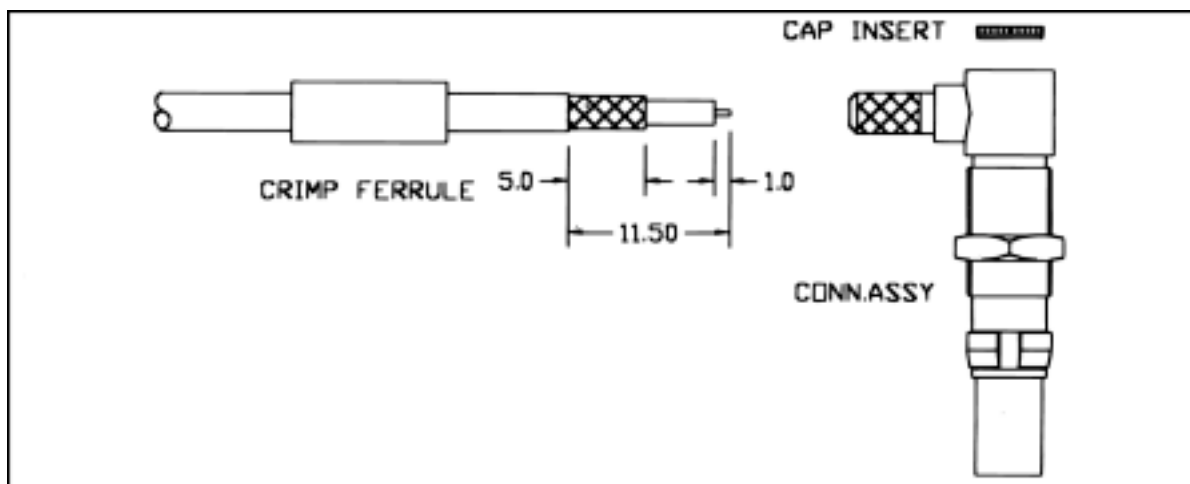 CAP INSERT
CRIMP FERRULE
5.0
1.0
11.50
CONN.ASSY